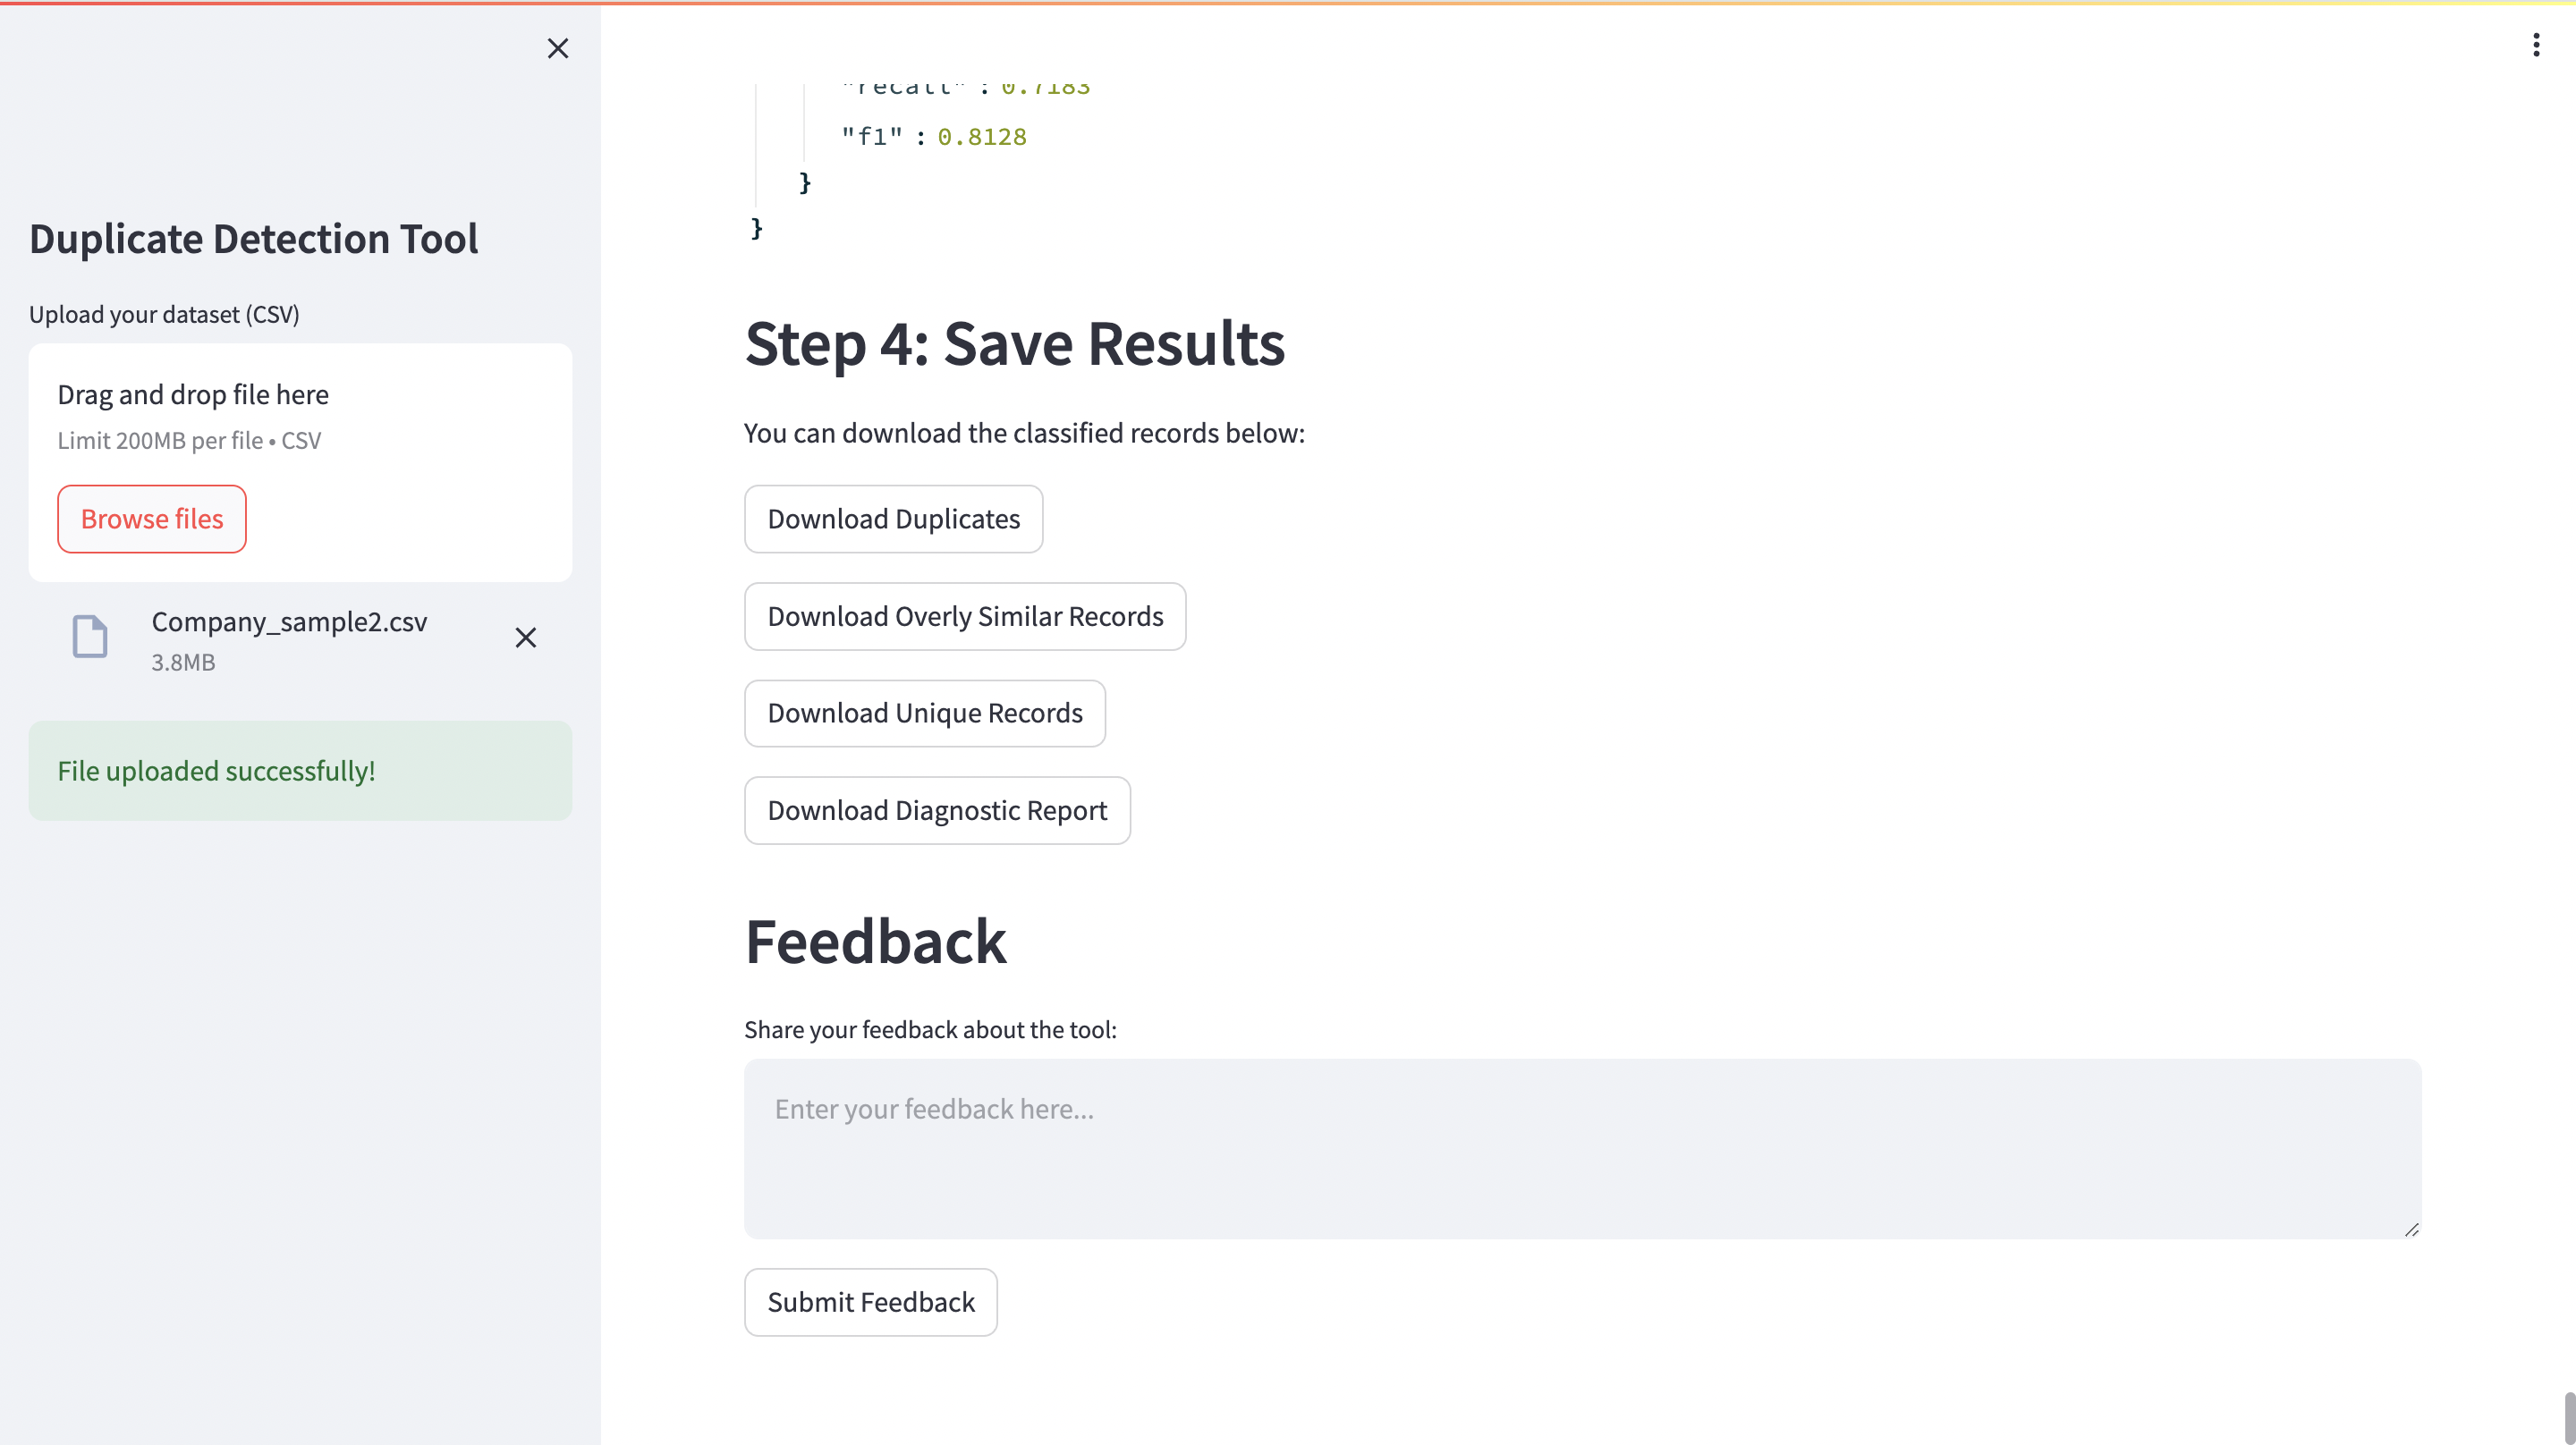 Duplicate Detection Tool
Upload your dataset (CSV)
Drag and drop file here
Limit 200MB per file • CSV
Browse files
Company_sample2.csv
3.8MB
File uploaded successfully!
"recall" : 0.7183
"f1" : 0.8128
}
}
Step 4: Save Results
You can download the classified records below:
Download Duplicates
Download Overly Similar Records
Download Unique Records
Download Diagnostic Report
Feedback
Share your feedback about the tool:
Enter your feedback here...
Submit Feedback